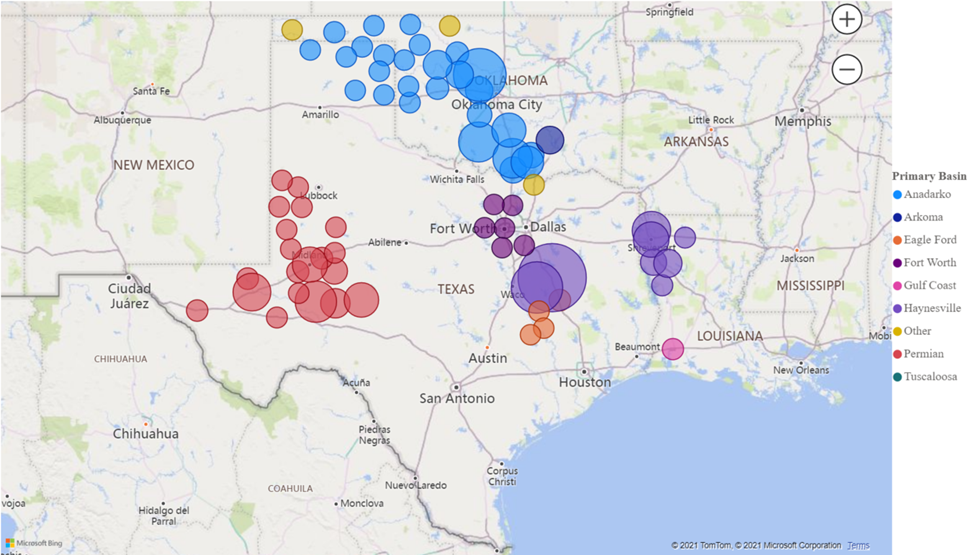 Springfield
+
−
Santa Fe
OKLAHOMA
Oklahoma City
Amarillo
Albuquerque
Little Rock
Memphis
ARKANSAS
NEW MEXICO
Wichita Falls
Primary Basin
Anadarko
Arkoma
Eagle Ford
Fort Worth
Gulf Coast
Haynesville
Other
Permian
Tuscaloosa
Lubbock
Fort Worth
Dallas
Abilene
Jackson
Ciudad
Juárez
TEXAS
Waco
MISSISSIPPI
LOUISIANA
Mobi
Beaumont
CHIHUAHUA
Austin
New Orleans
Houston
Acuña
San Antonio
Chihuahua
Piedras
Negras
Corpus
Christi
COAHUILA
Nuevo Laredo
vojoa
Hidalgo del
Parral
Monclova
Microsoft Bing
© 2021 TomTom, © 2021 Microsoft Corporation Terms